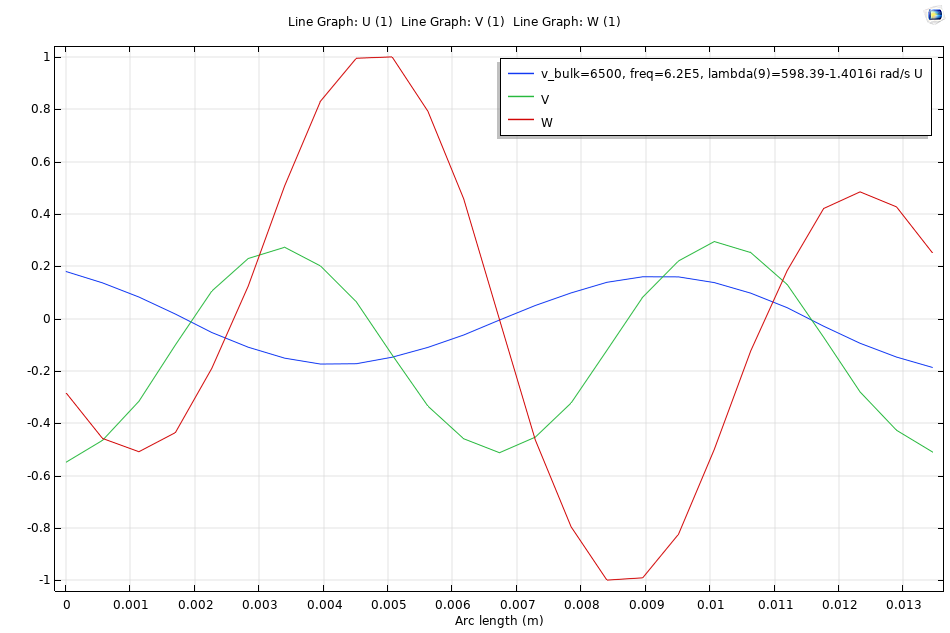 Line Graph: U (1) Line Graph: V (1) Line Graph: W (1)
v_bulk=6500, freq=6.2E5, lambda(9)=598.39-1.4016i rad/s U
V
W
1
0.8
0.6
0.4
0.2
0
-0.2
-0.4
-0.6
-0.8
-1
0 0.001 0.002 0.003 0.004 0.005 0.006 0.007 0.008 0.009 0.01 0.011 0.012 0.013
Arc length (m)